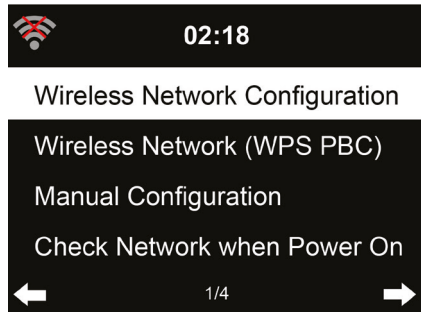 02:18
Wireless Network Configuration
Wireless Network (WPS PBC)
Manual Configuration
Check Network when Power On
1/4